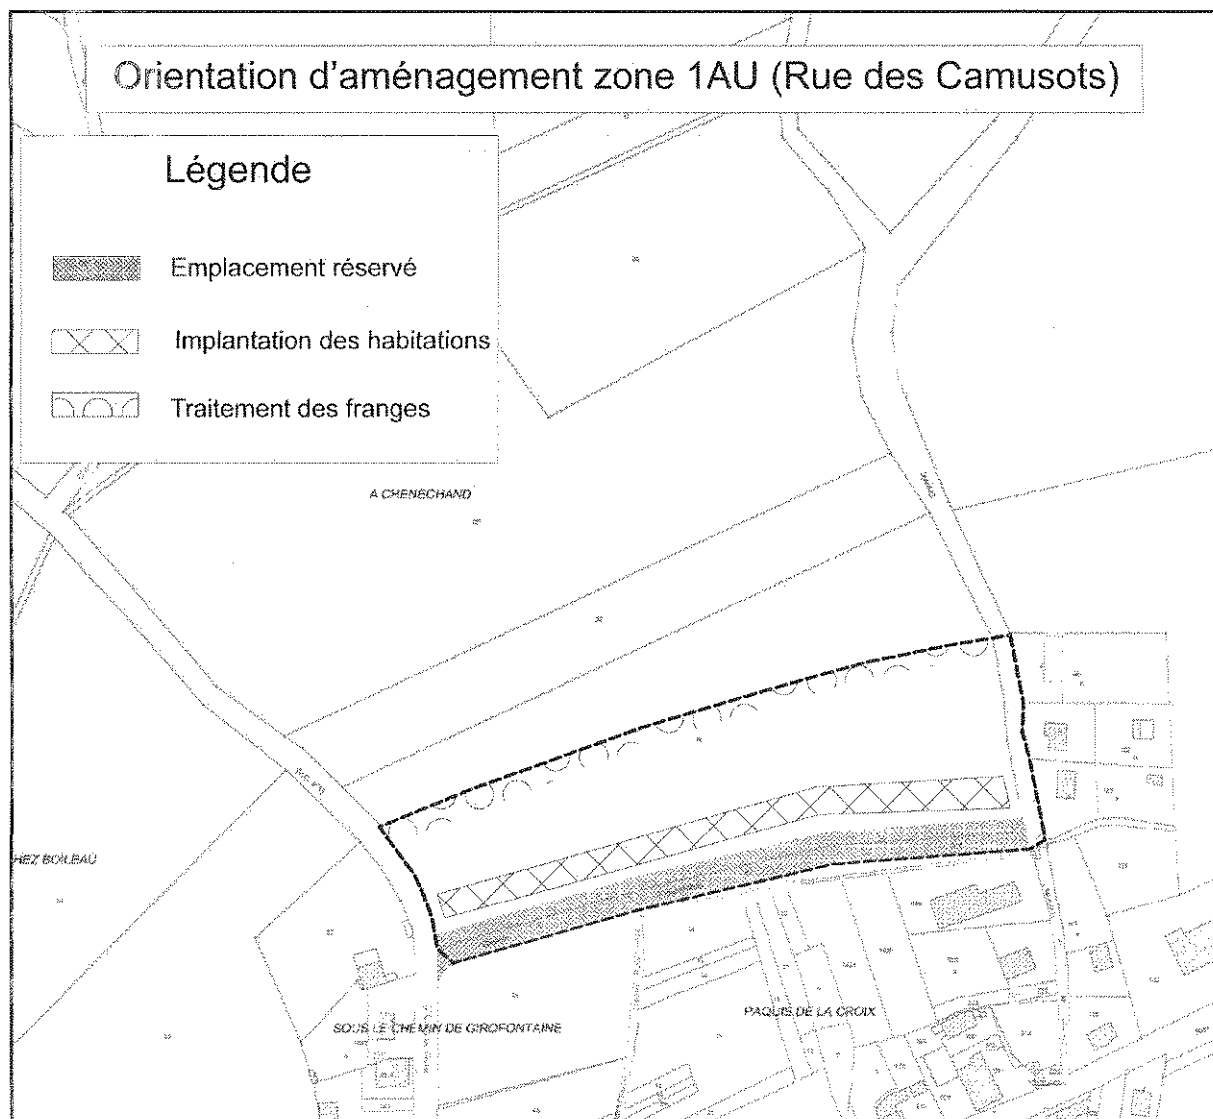 Orientation d'aménagement zone 1AU (Rue des Camusots)
Légende
Emplacement réservé
Implantation des habitations
Traitement des franges
A CHENECHAND
HEZ BOILEAU
SOUS LE CHEMIN DE GIROFONTAINE
PAQUIS DE LA CROIX